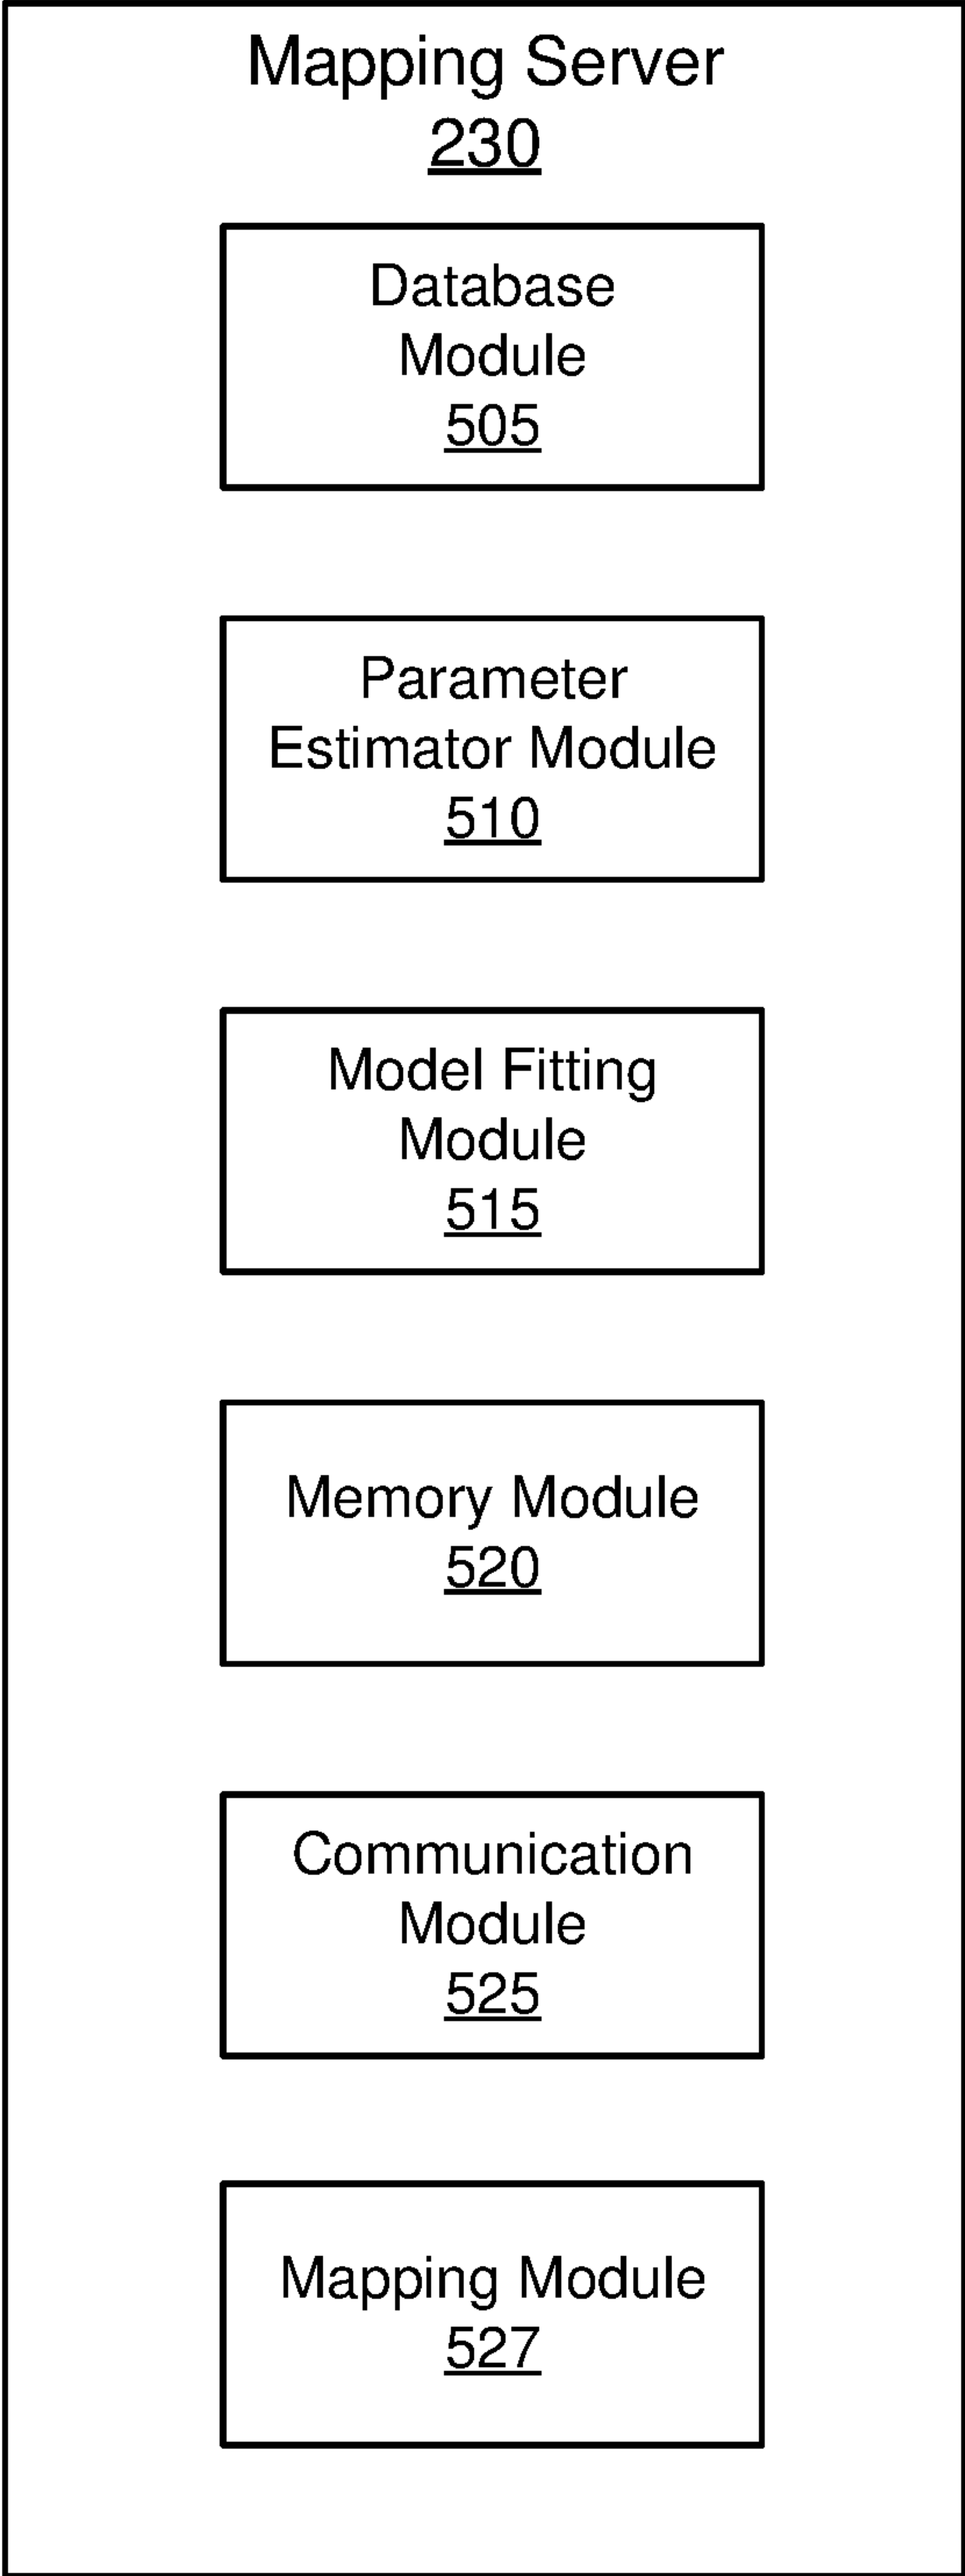 Mapping Server
230
Database
Module
505
Parameter
Estimator Module
510
Model Fitting
Module
515
Memory Module
520
Communication
Module
525
Mapping Module
527